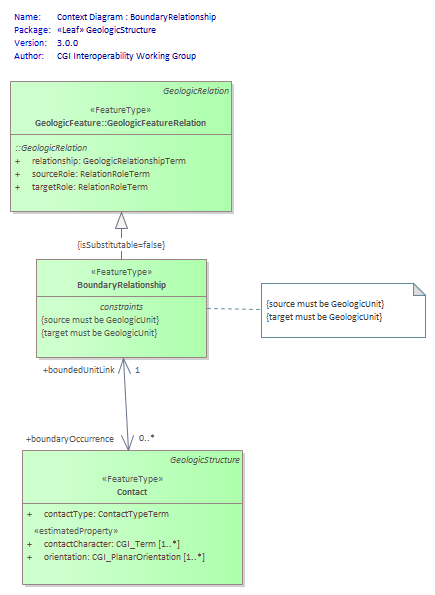 Name: Context Diagram : BoundaryRelationship
Package: «Leaf» GeologicStructure
Version: 3.0.0
Author: CGI Interoperability Working Group
GeologicRelation
«FeatureType»
GeologicFeature::GeologicFeatureRelation
::GeologicRelation
+ relationship: GeologicRelationshipTerm
+ sourceRole: RelationRoleTerm
+ targetRole: RelationRoleTerm
{isSubstitutable=false}
«FeatureType»
BoundaryRelationship
constraints
{source must be GeologicUnit}
{target must be GeologicUnit}
{source must be GeologicUnit}
{target must be GeologicUnit}
+boundedUnitLink 1
+boundaryOccurrence 0..*
GeologicStructure
«FeatureType»
Contact
+ contactType: ContactTypeTerm
«estimatedProperty»
+ contactCharacter: CGI_Term [1..*]
+ orientation: CGI_PlanarOrientation [1..*]